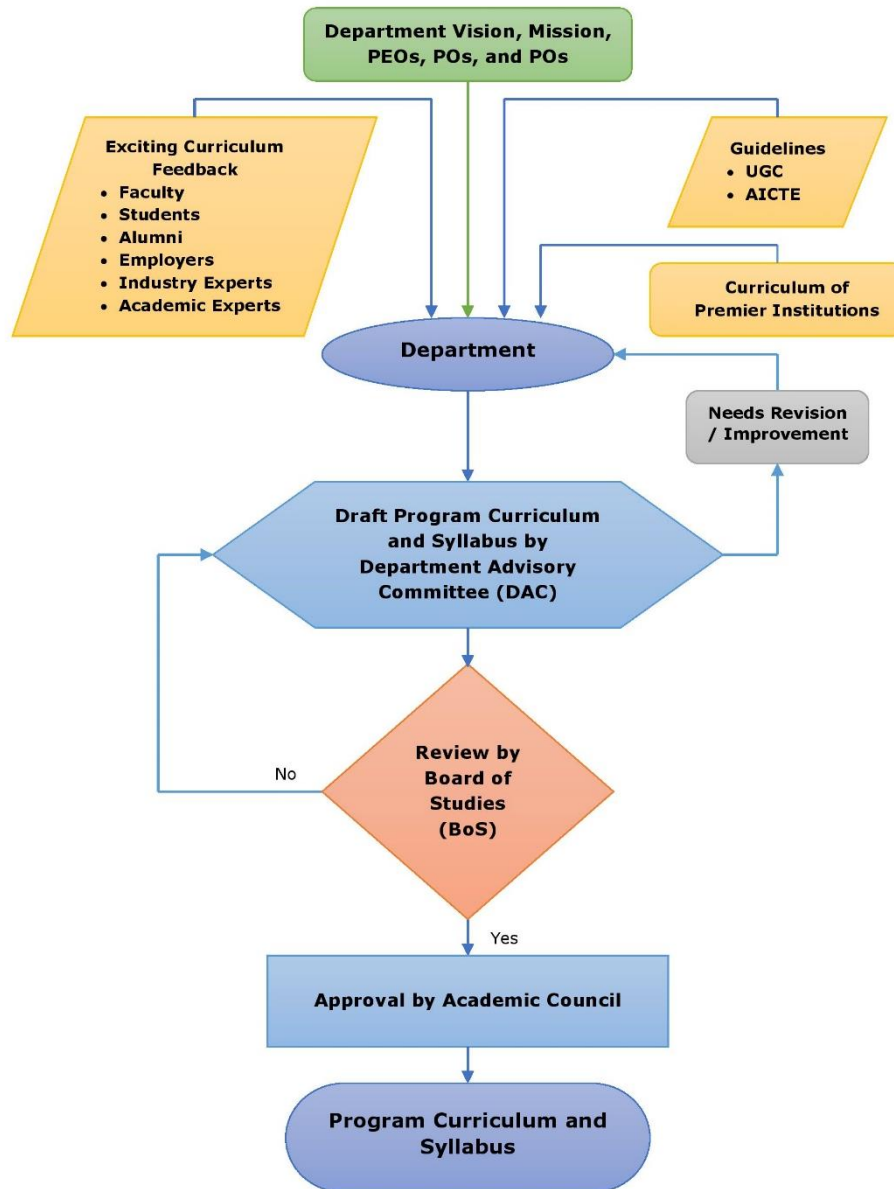 Department Vision, Mission,
PEOs, POs, and POs
Exciting Curriculum
Feedback
• Faculty
• Students
• Alumni
• Employers
• Industry Experts
• Academic Experts
Guidelines
• UGC
• AICTE
Curriculum of
Premier Institutions
Department
Needs Revision
/ Improvement
Draft Program Curriculum
and Syllabus by
Department Advisory
Committee (DAC)
Review by
Board of
Studies
(BoS)
No
Yes
Approval by Academic Council
Program Curriculum and
Syllabus